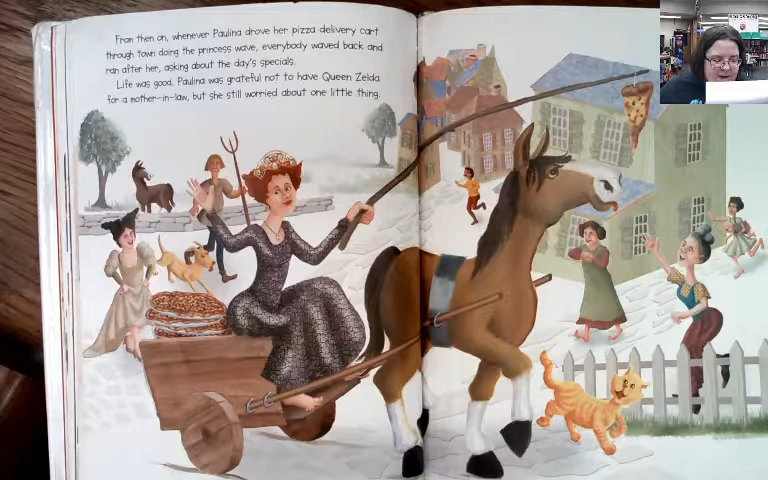 From then on, whenever Paulina drove her pizza delivery cart
through town doing the princess wave, everybody waved back and
ran after her, asking about the day's specials.
Life was good. Paulina was grateful not to have Queen Zelda
for a mother-in-law, but she still worried about one little thing.